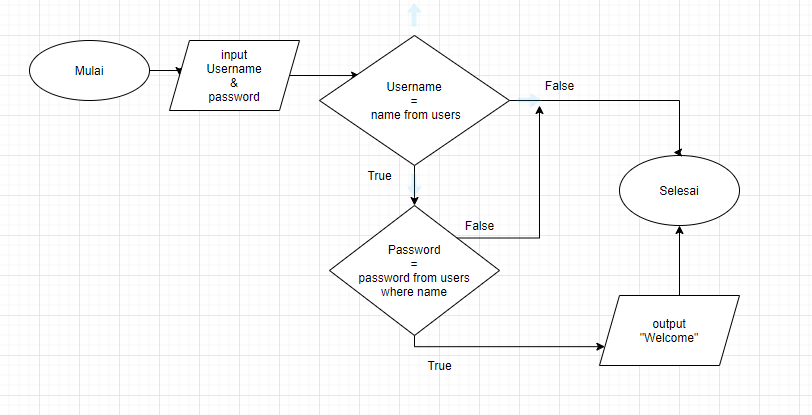 Mulai
input
Username
&
password
Username
=
name from users
False
True
Password
=
password from users
where name
False
True
Selesai
output
"Welcome"